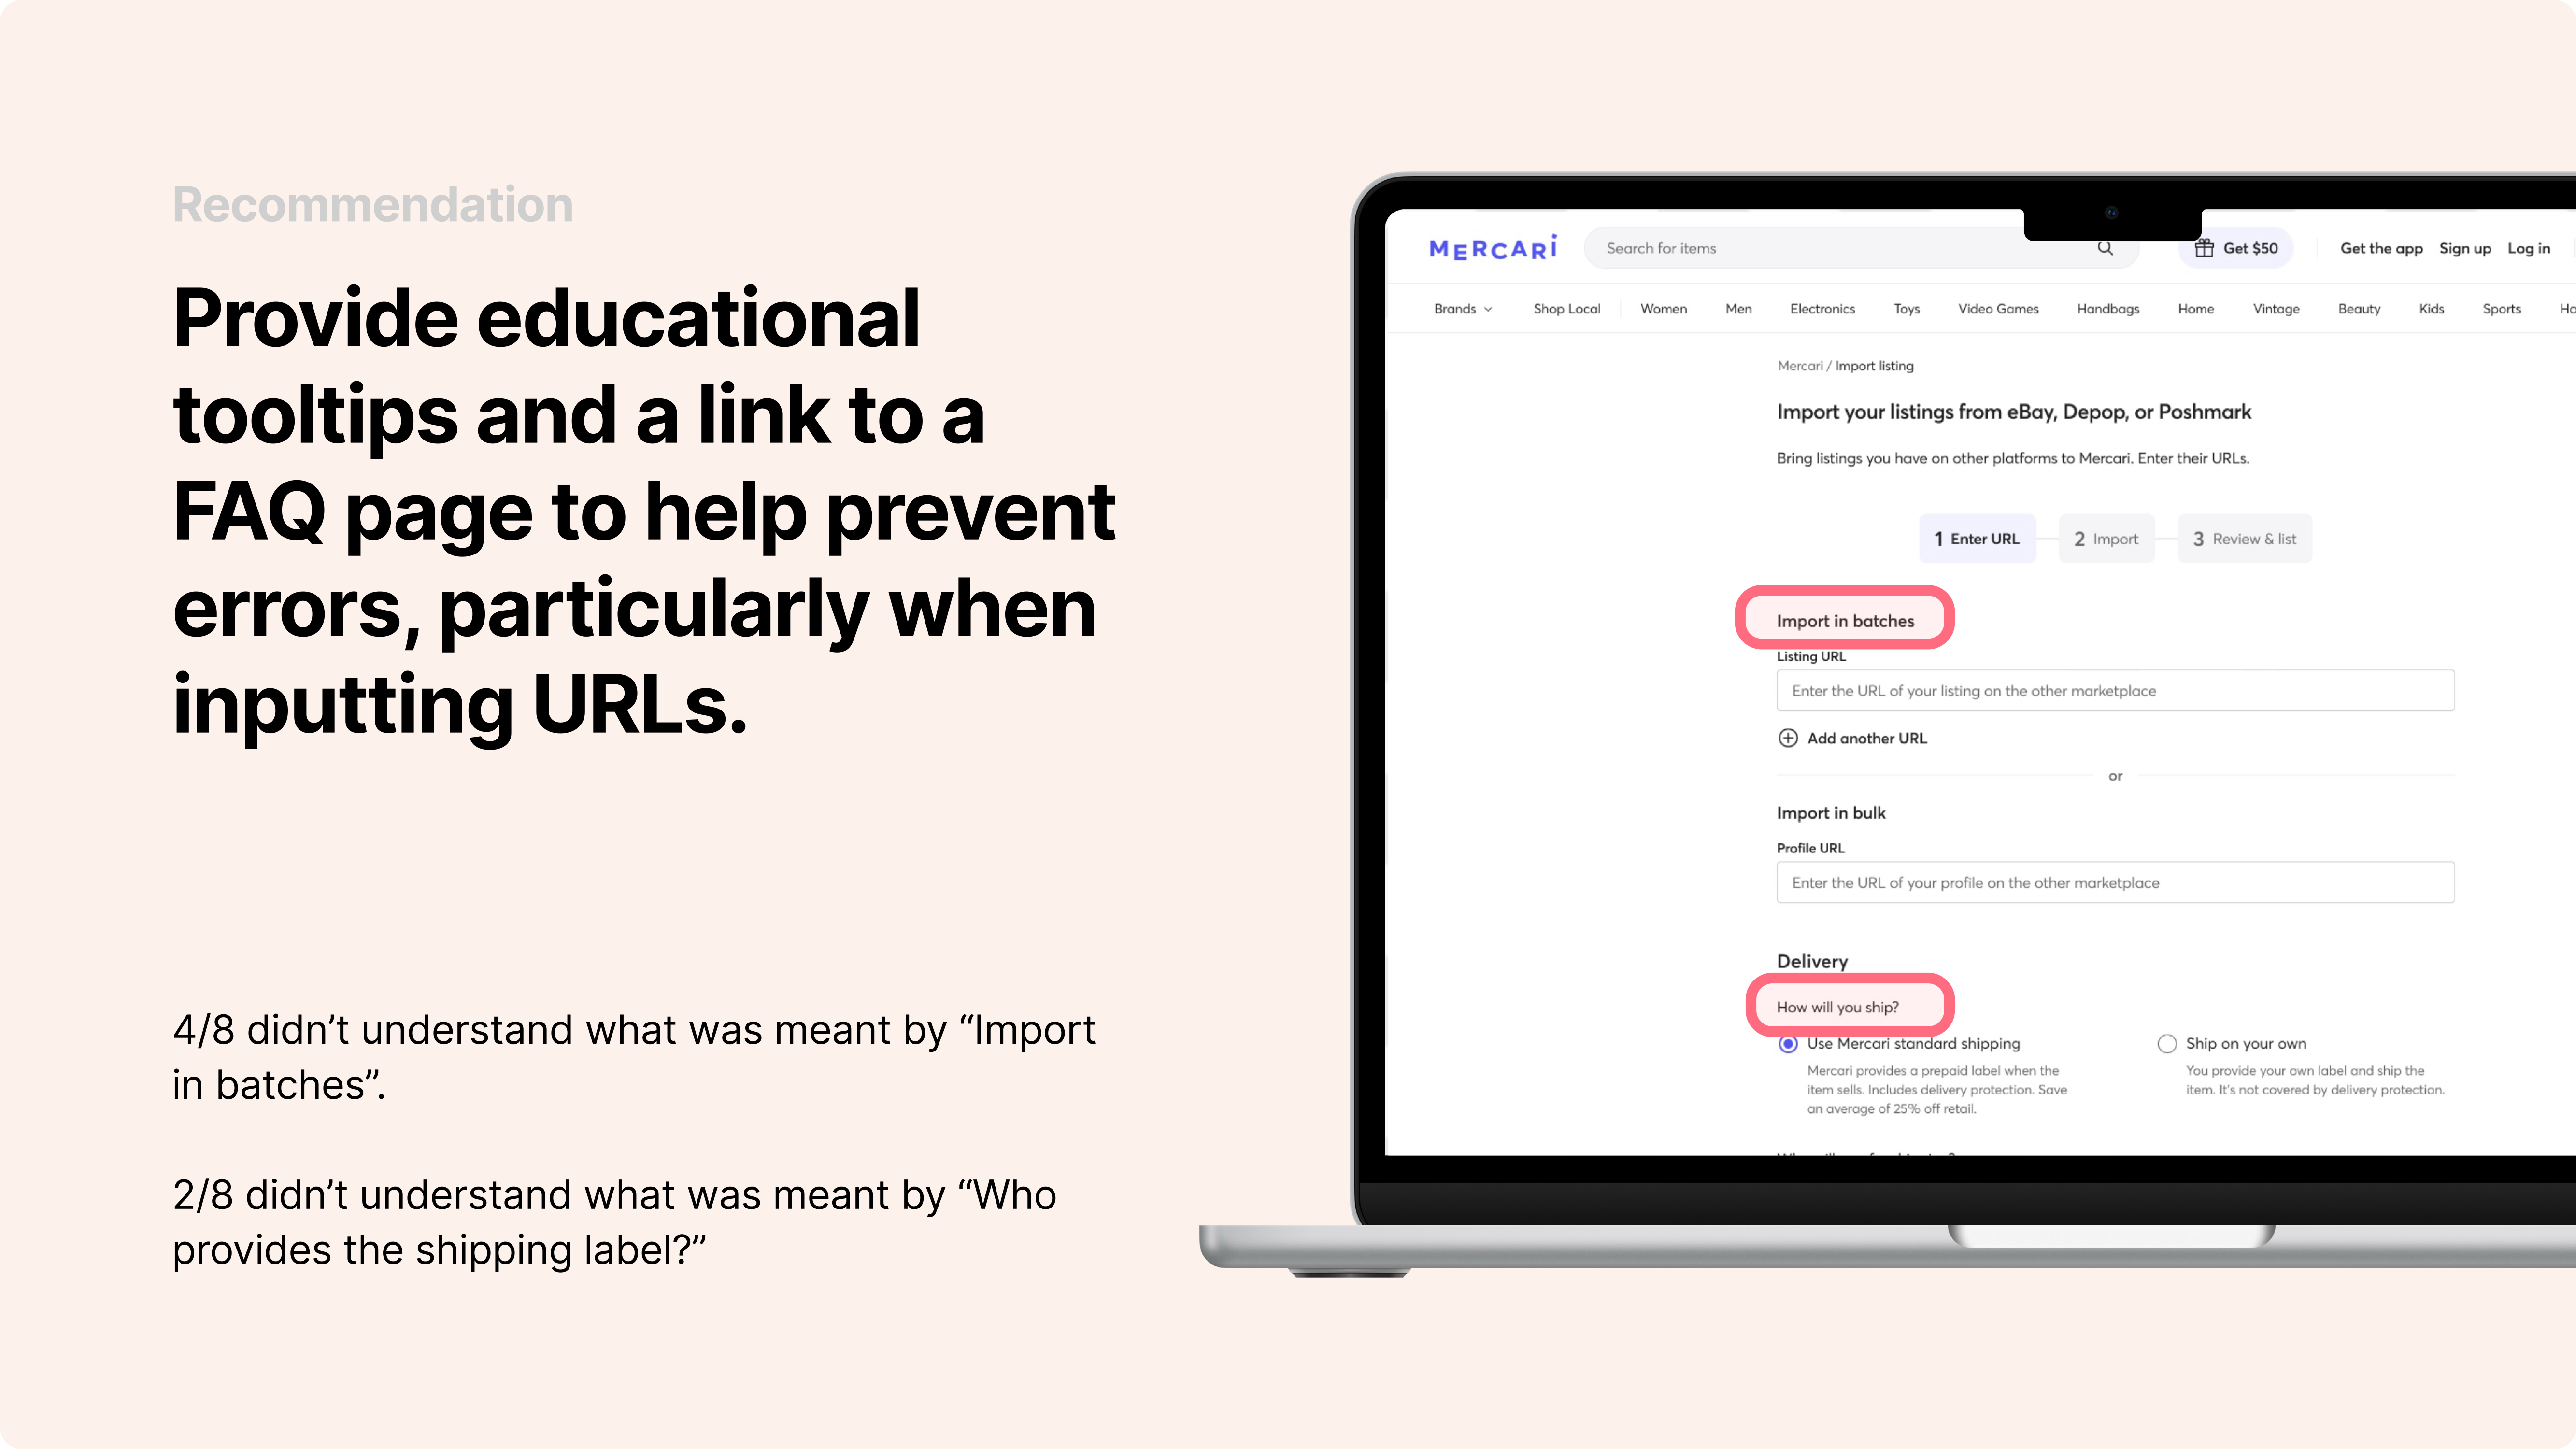 Recommendation
Provide educational
tooltips and a link to a
FAQ page to help prevent
errors, particularly when
inputting URLs.
4/8 didn’t understand what was meant by “Import
in batches”.
2/8 didn’t understand what was meant by “Who
provides the shipping label?”
MERCARI
Search for items
Get $50
Get the app Sign up Log in
Brands Shop Local Women Men Electronics Toys Video Games Handbags Home Vintage Beauty Kids Sports
Mercari / Import listing
Import your listings from eBay, Depop, or Poshmark
Bring listings you have on other platforms to Mercari. Enter their URLs.
1 Enter URL 2 Import 3 Review & list
Import in batches
Listing URL
Enter the URL of your listing on the other marketplace
Add another URL
or
Import in bulk
Profile URL
Enter the URL of your profile on the other marketplace
Delivery
How will you ship?
Use Mercari standard shipping
Mercari provides a prepaid label when the
item sells. Includes delivery protection. Save
an average of 25% off retail.
Ship on your own
You provide your own label and ship the
item. It's not covered by delivery protection.